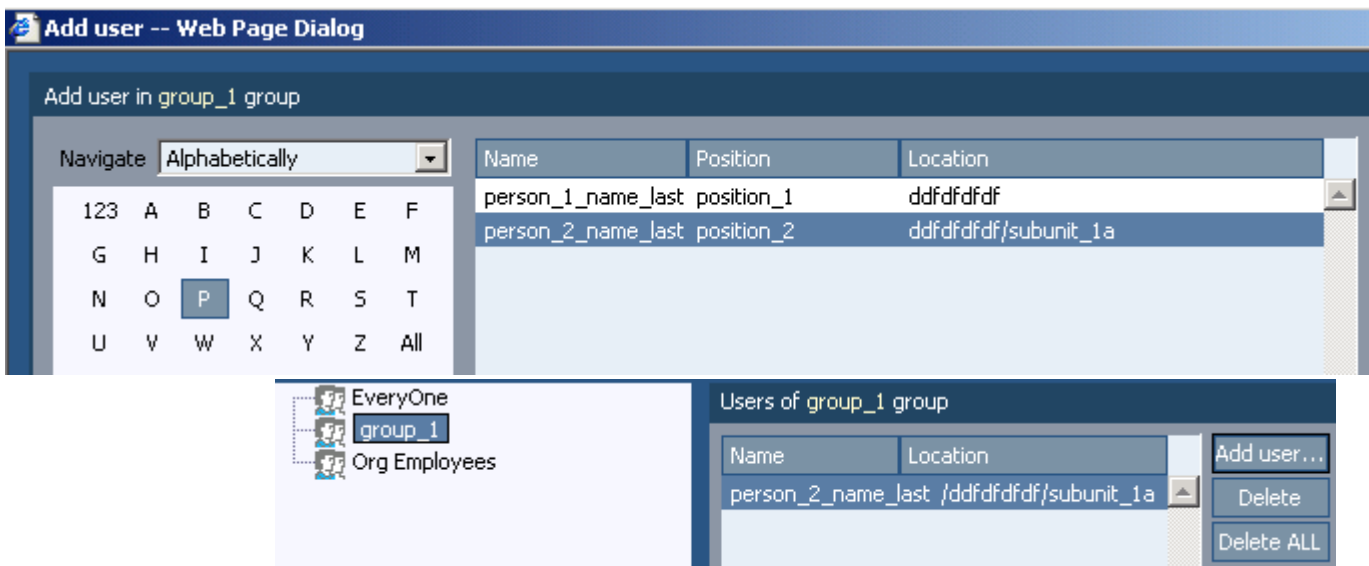 Add user -- Web Page Dialog
Add user in group_1 group
Navigate Alphabetically
123 A B C D E F
G H I J K L M
N O P Q R S T
U V W X Y Z All
Name Position Location
person_1_name_last position_1 ddfdfdfdf
person_2_name_last position_2 ddfdfdfdf/subunit_1a
EveryOne
group_1
Org Employees
Users of group_1 group
Name Location
person_2_name_last /ddfdfdfdf/subunit_1a
Add user...
Delete
Delete ALL